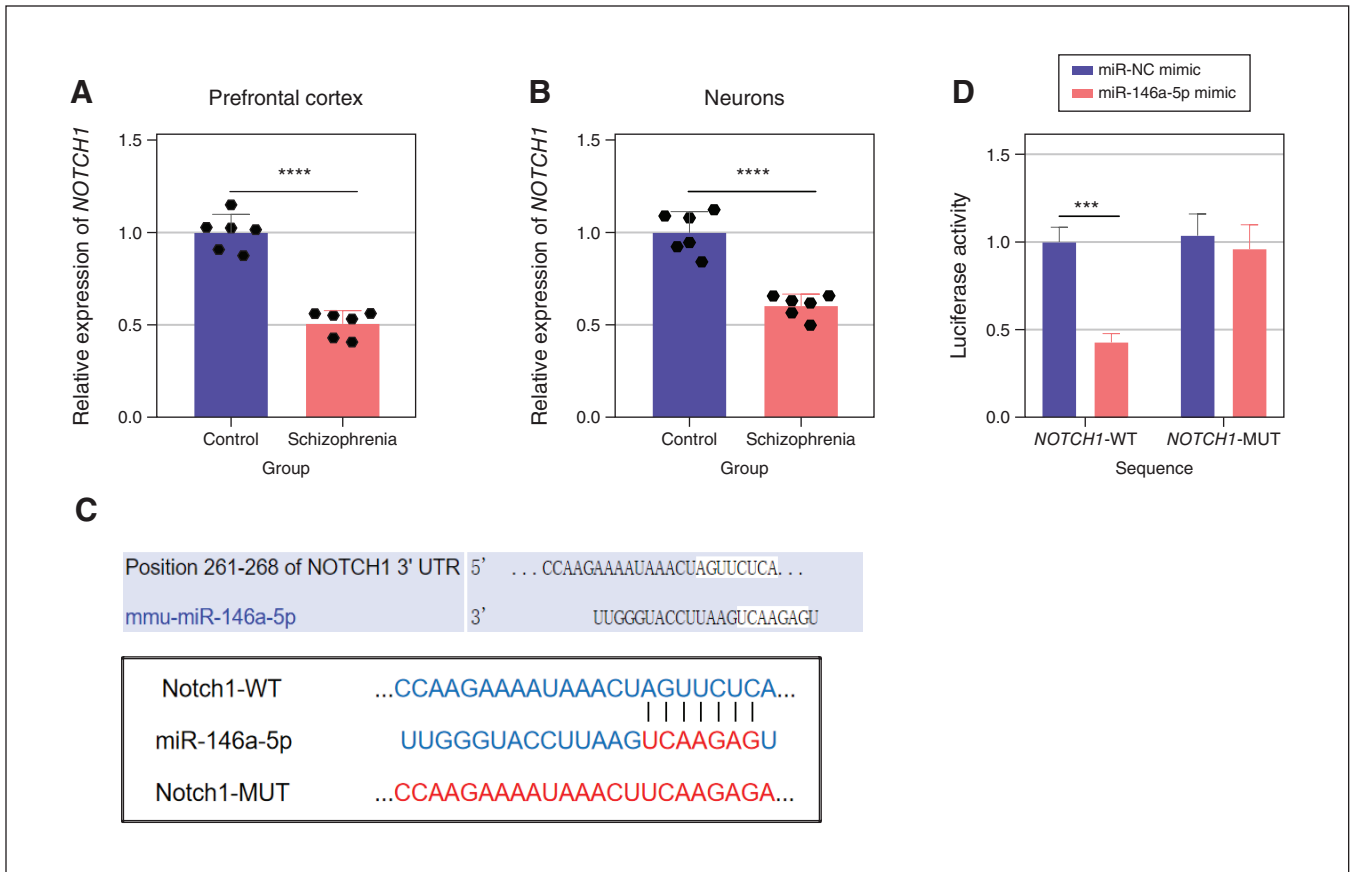 A
Prefrontal cortex
Relative expression of NOTCH1
1.5
1.0
0.5
0.0
****
Control
Schizophrenia
Group
B
Neurons
Relative expression of NOTCH1
1.5
1.0
0.5
0.0
****
Control
Schizophrenia
Group
miR-NC mimic
miR-146a-5p mimic
D
Luciferase activity
1.5
1.0
0.5
0.0
***
NOTCH1-WT
NOTCH1-MUT
Sequence
C
Position 261-268 of NOTCH1 3' UTR 5' ...CCAAGAAAAUAAACUAGUUCUCA...
mmu-miR-146a-5p 3' UUGGGUACCUUAAGUCAAGAGU
Notch1-WT ...CCAAGAAAAUAAACUAGUUCUCA...
miR-146a-5p UUGGGUACCUUAAGUCAAGAGU
Notch1-MUT ...CCAAGAAAAUAAACUUCAAGAGA...